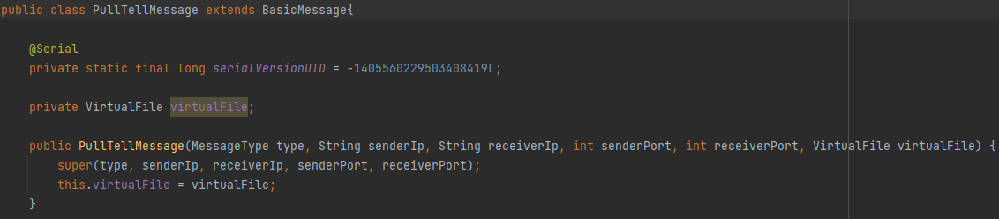 public class PullTellMessage extends BasicMessage{
@Serial
private static final long serialVersionUID = -1405560229503408419L;
private VirtualFile virtualFile;
public PullTellMessage(MessageType type, String senderIp, String receiverIp, int senderPort, int receiverPort, VirtualFile virtualFile) {
super(type, senderIp, receiverIp, senderPort, receiverPort);
this.virtualFile = virtualFile;
}